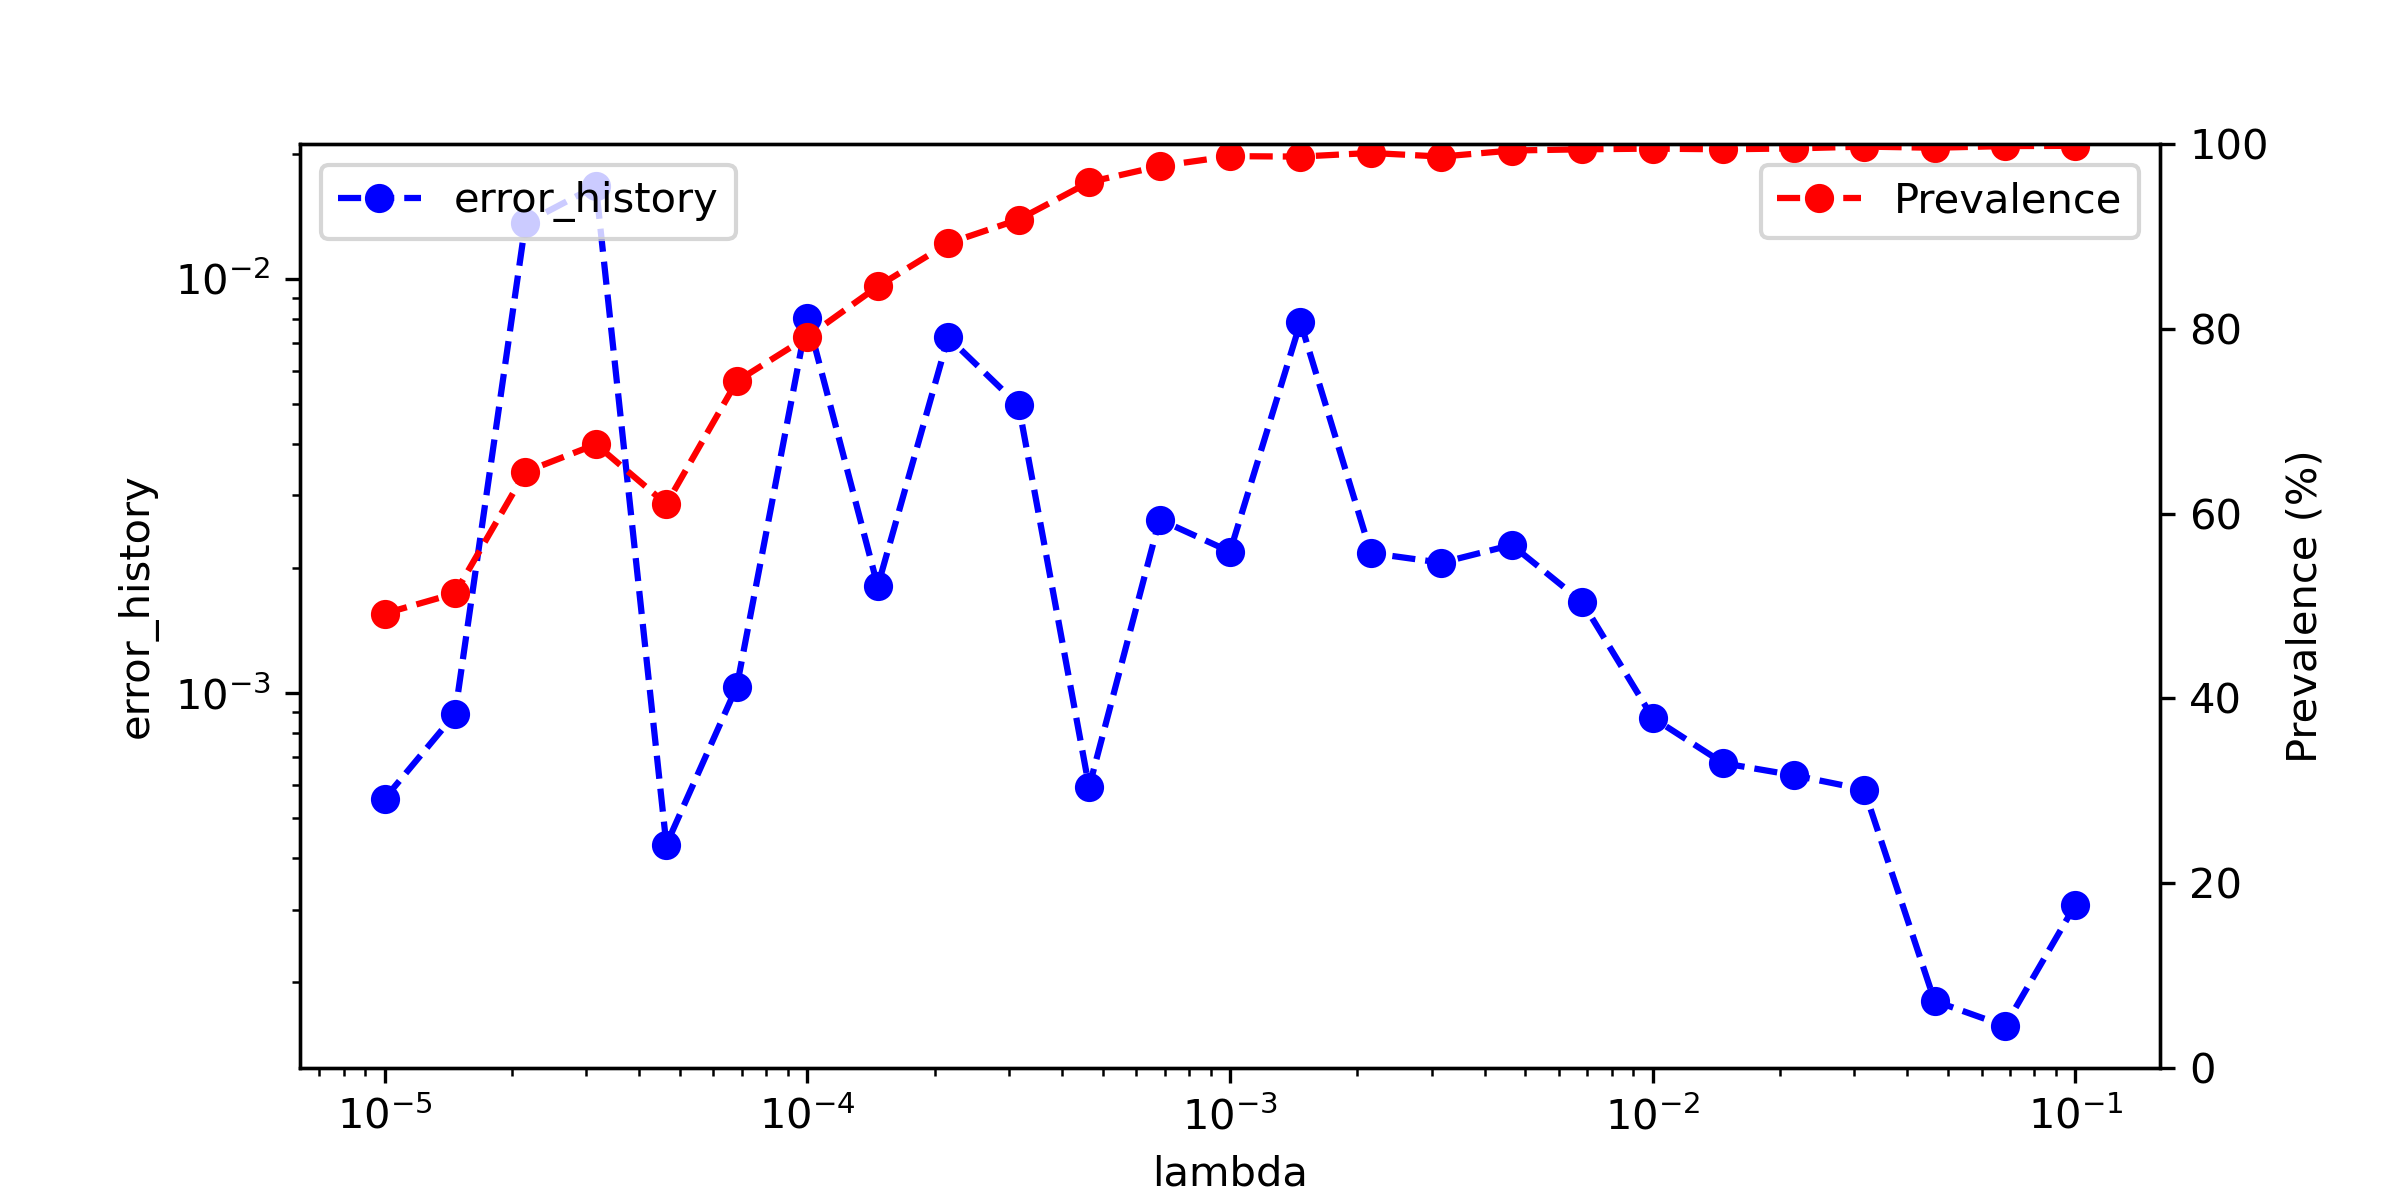 error_history
Prevalence
10⁻²
10⁻³
error_history
100
80
60
40
20
0
Prevalence (%)
10⁻⁵
10⁻⁴
10⁻³
10⁻²
10⁻¹
lambda